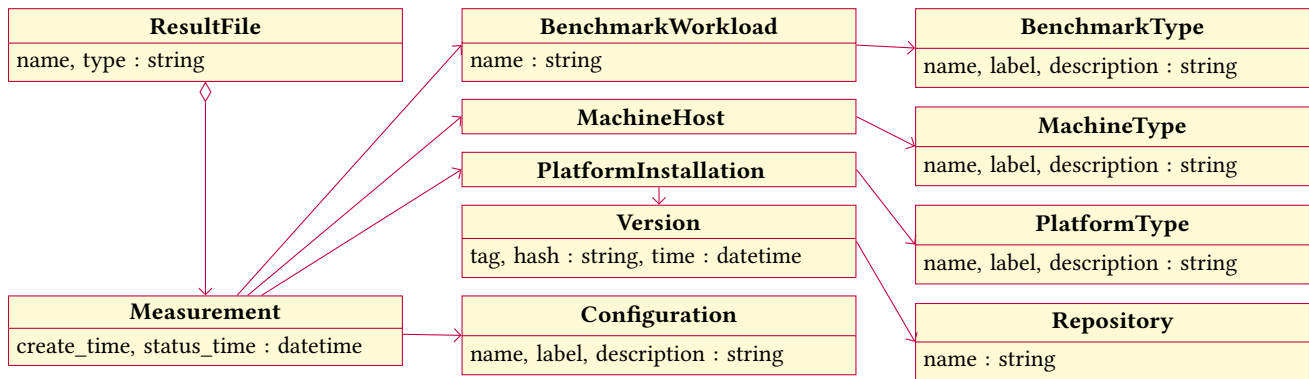 ResultFile
name, type : string
BenchmarkWorkload
name : string
BenchmarkType
name, label, description : string
MachineHost
MachineType
name, label, description : string
PlatformInstallation
Version
tag, hash : string, time : datetime
PlatformType
name, label, description : string
Measurement
create_time, status_time : datetime
Configuration
name, label, description : string
Repository
name : string